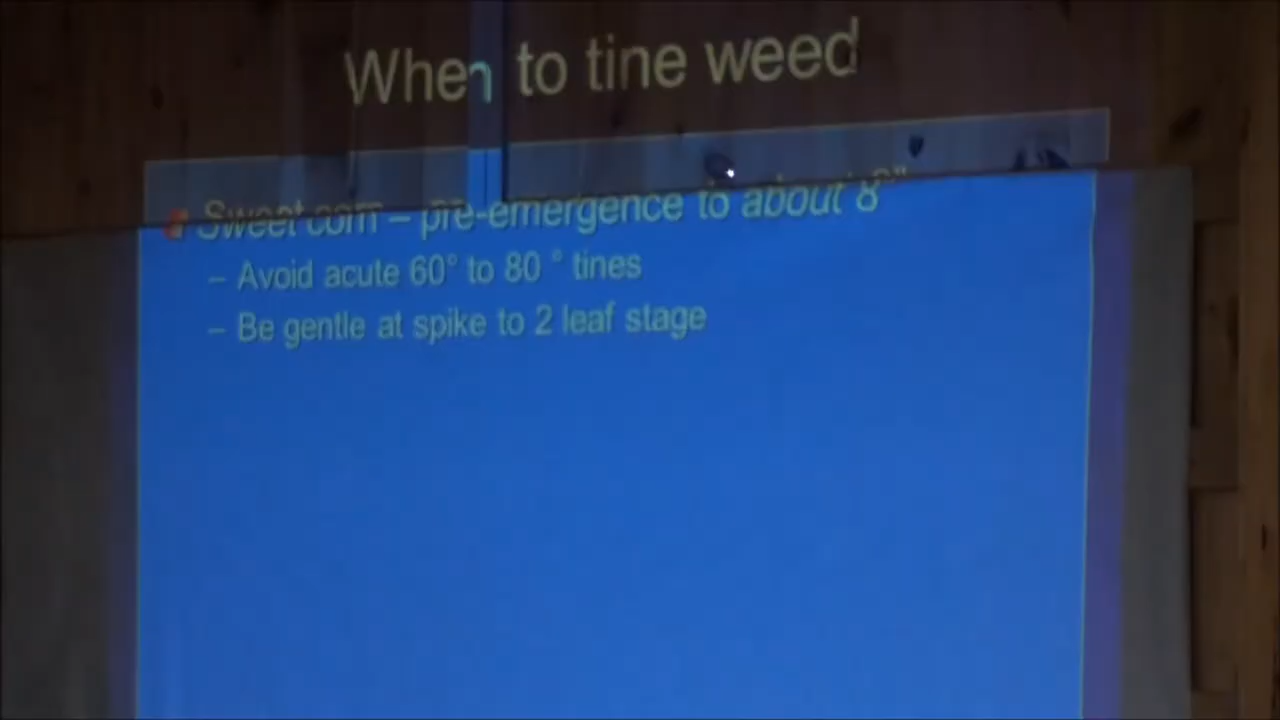 When to tine weed
Sweet corn – pre-emergence to about 8"
– Avoid acute 60° to 80 ° tines
– Be gentle at spike to 2 leaf stage